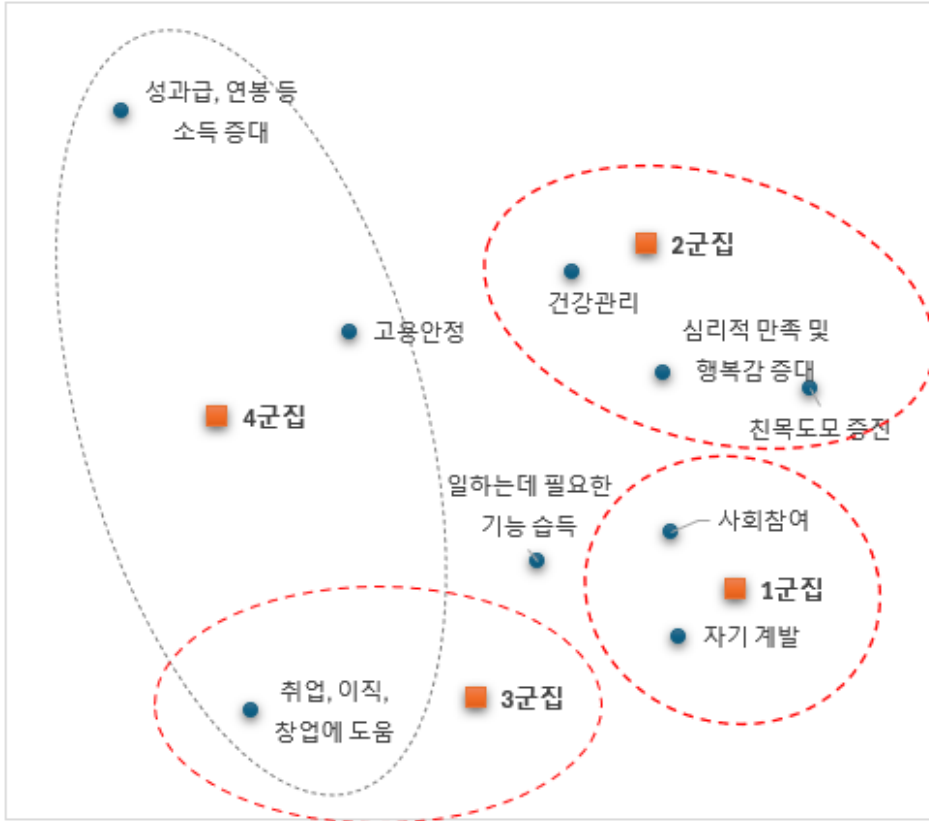 성과급, 연봉 등
소득 증대
2군집
건강관리
고용안정
심리적 만족 및
행복감 증대
친목도모 증전
4군집
일하는데 필요한
기능 습득
사회참여
1군집
자기 계발
취업, 이직,
창업에 도움
3군집